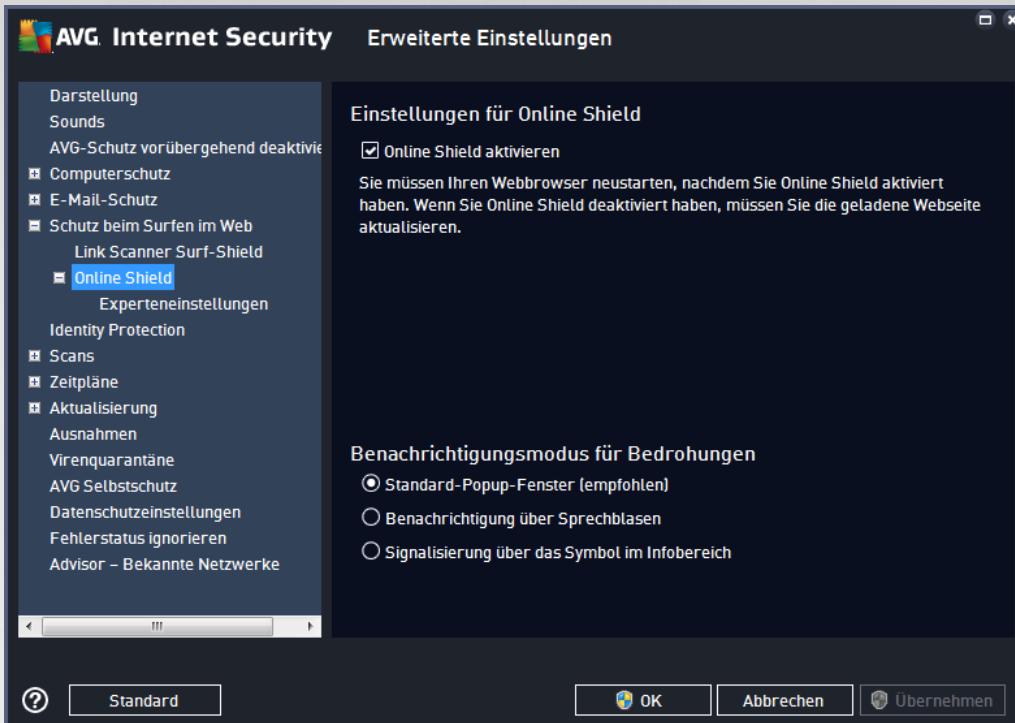 AVG. Internet Security Erweiterte Einstellungen
Darstellung
Sounds
AVG-Schutz vorübergehend deaktivie
Computerschutz
E-Mail-Schutz
Schutz beim Surfen im Web
Link Scanner Surf-Shield
Online Shield
Experteneinstellungen
Identity Protection
Scans
Zeitpläne
Aktualisierung
Ausnahmen
Virenquarantäne
AVG Selbstschutz
Datenschutzeinstellungen
Fehlerstatus ignorieren
Advisor – Bekannte Netzwerke
Einstellungen für Online Shield
Online Shield aktivieren
Sie müssen Ihren Webbrowser neustarten, nachdem Sie Online Shield aktiviert
haben. Wenn Sie Online Shield deaktiviert haben, müssen Sie die geladene Webseite
aktualisieren.
Benachrichtigungsmodus für Bedrohungen
Standard-Popup-Fenster (empfohlen)
Benachrichtigung über Sprechblasen
Signalisierung über das Symbol im Infobereich
? Standard OK Abbrechen Übernehmen